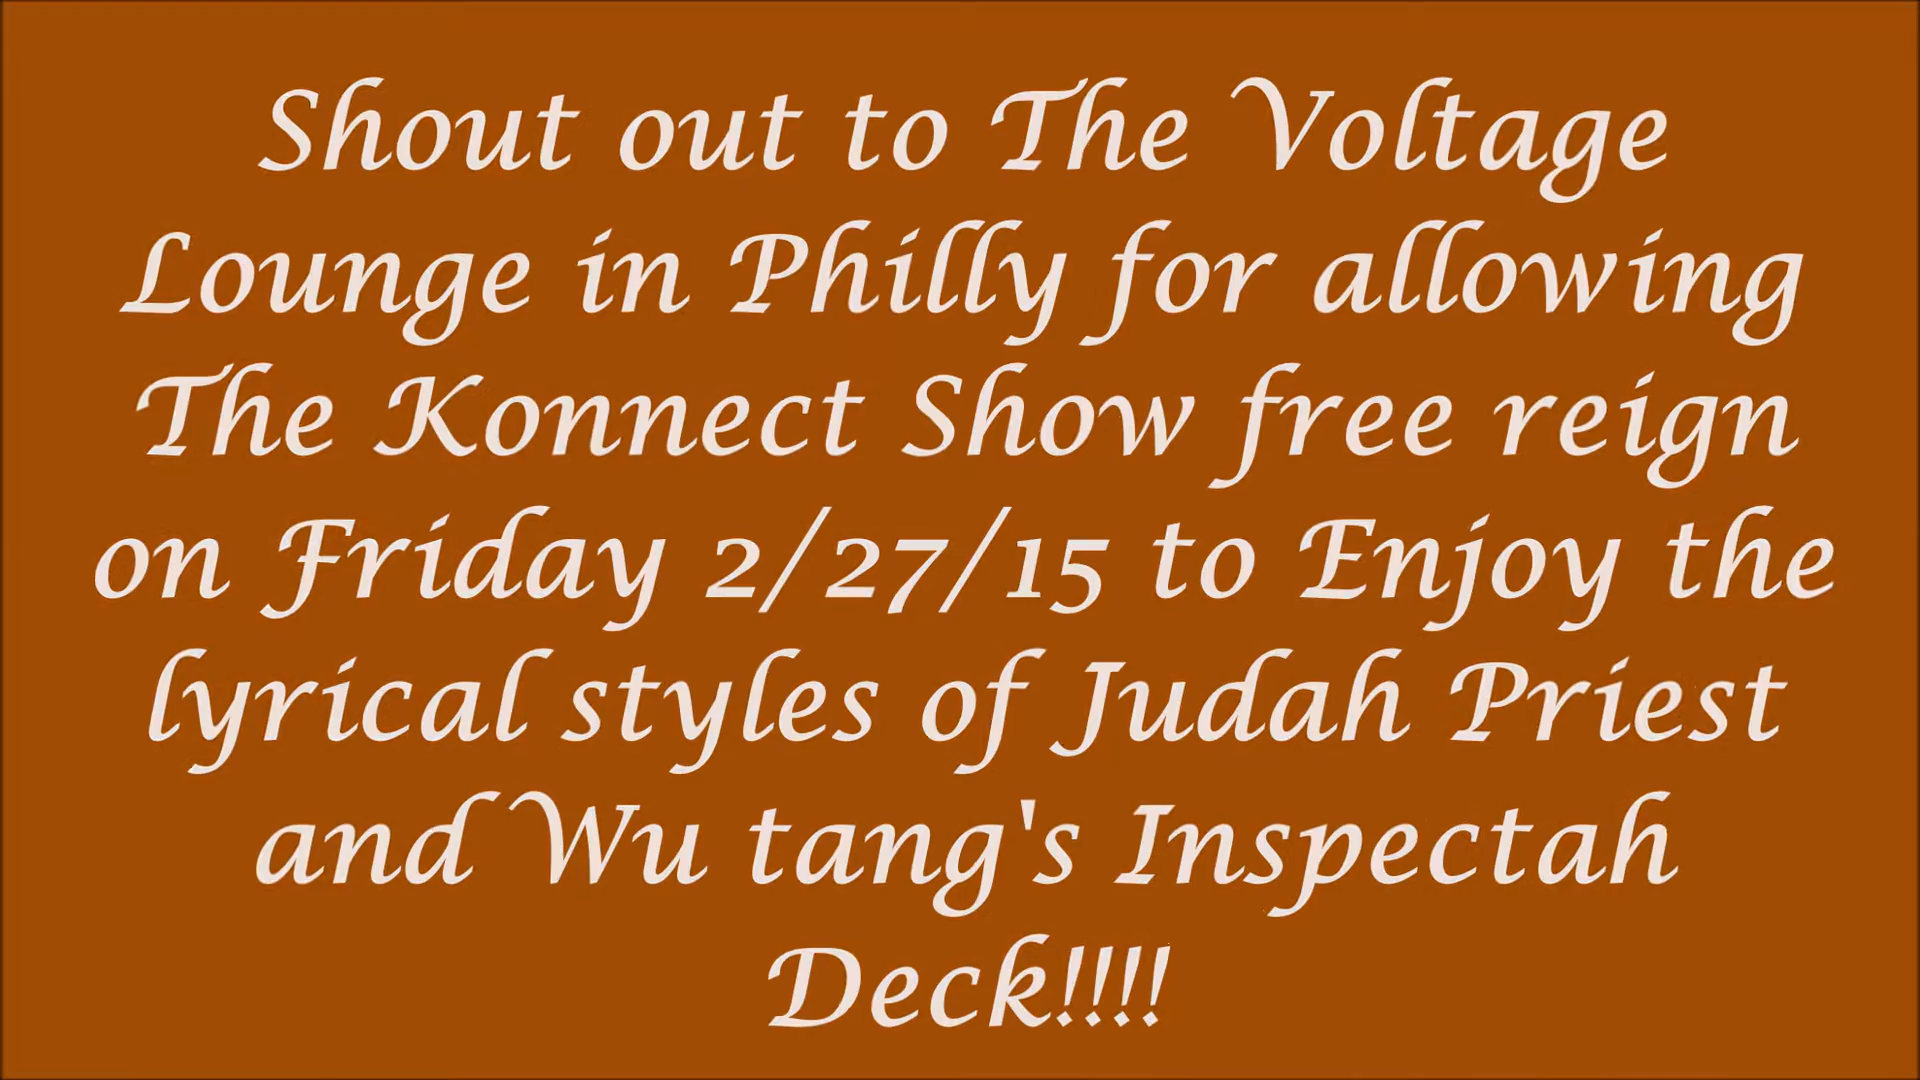 Shout out to The Voltage
Lounge in Philly for allowing
The Konnect Show free reign
on Friday 2/27/15 to Enjoy the
lyrical styles of Judah Priest
and Wu tang's Inspectah
Deck!!!!